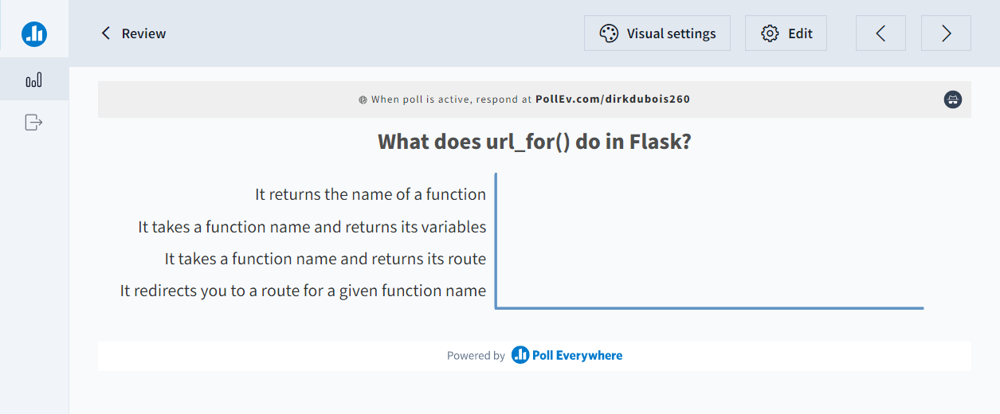 Review
Visual settings
Edit
When poll is active, respond at PollEv.com/dirkdubois260
What does url_for() do in Flask?
It returns the name of a function
It takes a function name and returns its variables
It takes a function name and returns its route
It redirects you to a route for a given function name
Powered by Poll Everywhere